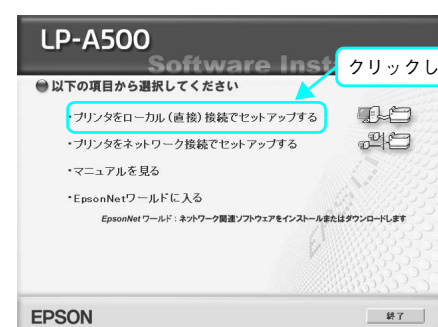 LP-A500
Software Inst
クリックし
以下の項目から選択してください
・プリンタをローカル(直接)接続でセットアップする
・プリンタをネットワーク接続でセットアップする
・マニュアルを見る
・EpsonNetワールドに入る
EpsonNet ワールド：ネットワーク関連ソフトウェアをインストールまたはダウンロードします
EPSON
終了